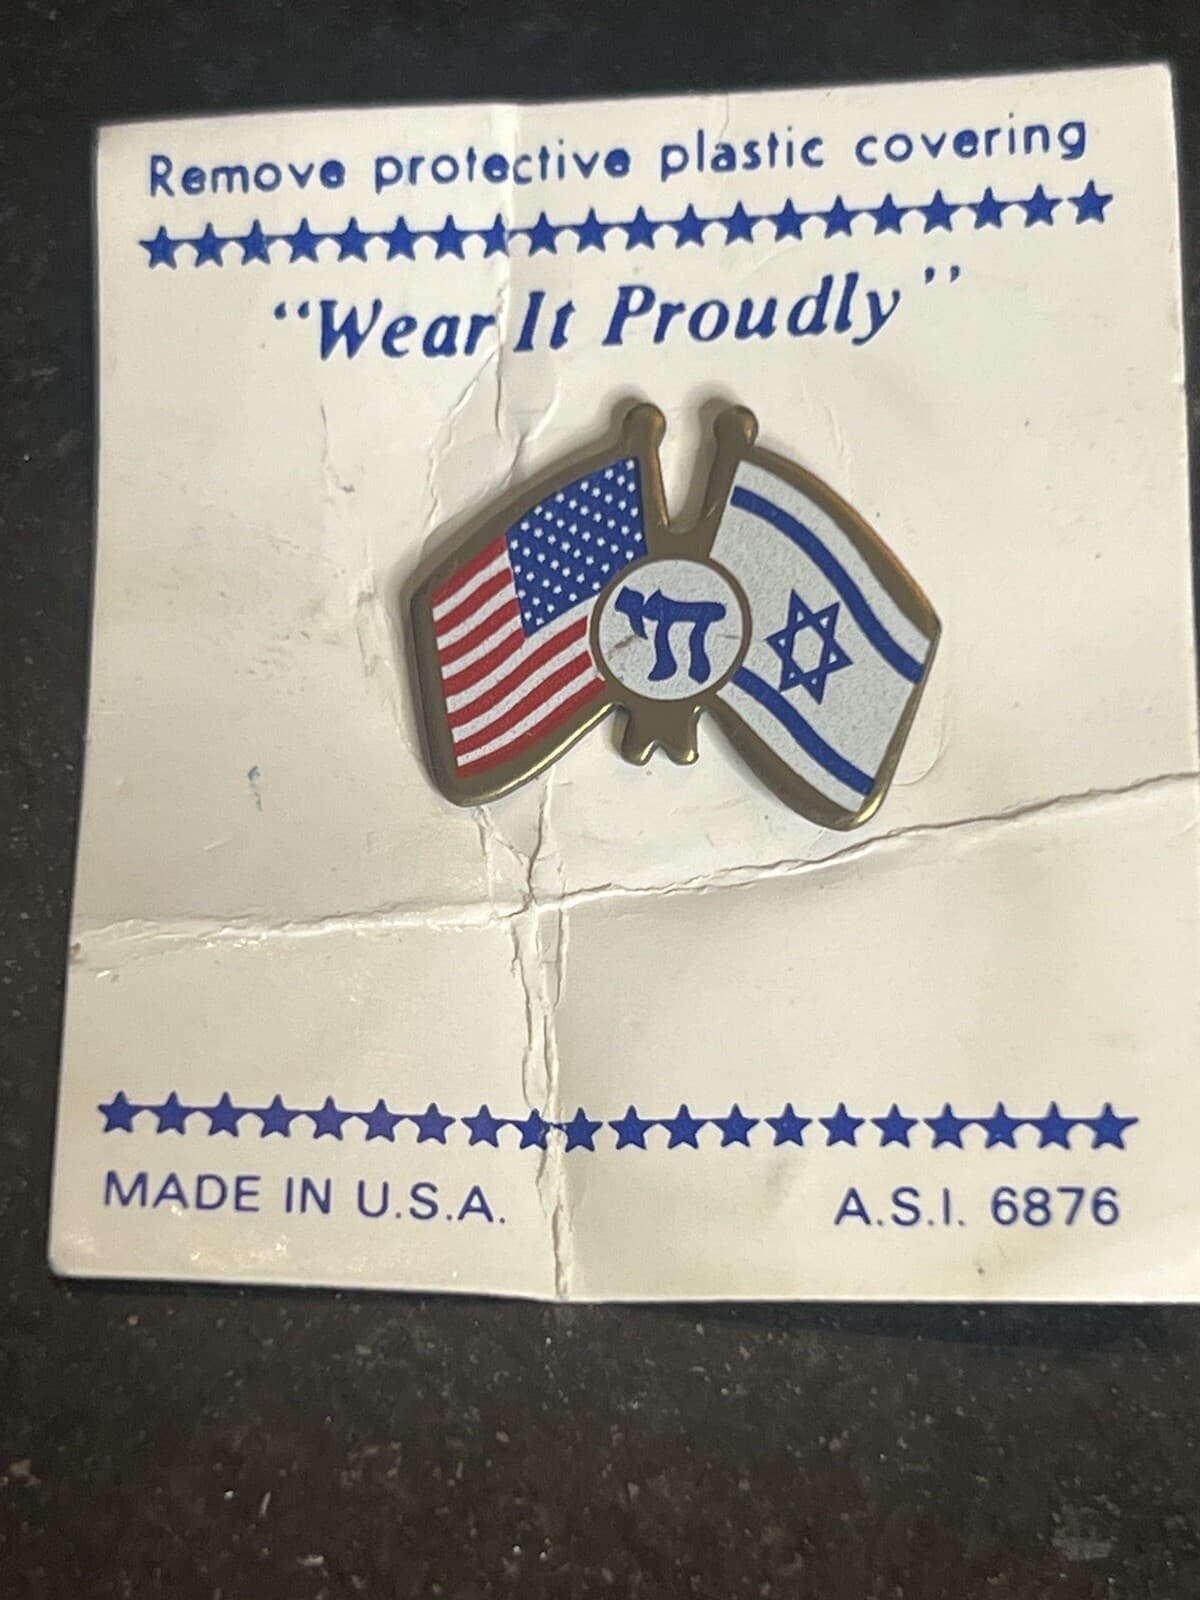 Remove protective plastic covering
“Wear It Proudly”
חי
MADE IN U.S.A. A.S.I. 6876